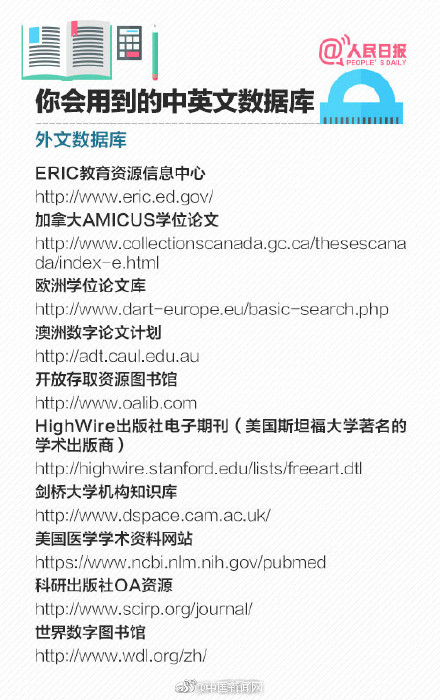 @人民日报
PEOPLE'S DAILY
你会用到的中英文数据库
外文数据库
ERIC教育资源信息中心
http://www.eric.ed.gov/
加拿大AMICUS学位论文
http://www.collectionscanada.gc.ca/thesescana
da/index-e.html
欧洲学位论文库
http://www.dart-europe.eu/basic-search.php
澳洲数字论文计划
http://adt.caul.edu.au
开放存取资源图书馆
http://www.oalib.com
HighWire出版社电子期刊（美国斯坦福大学著名的
学术出版商）
http://highwire.stanford.edu/lists/freeart.dtl
剑桥大学机构知识库
http://www.dspace.cam.ac.uk/
美国医学学术资料网站
https://www.ncbi.nlm.nih.gov/pubmed
科研出版社OA资源
http://www.scirp.org/journal/
世界数字图书馆
http://www.wdl.org/zh/
@中国新闻网